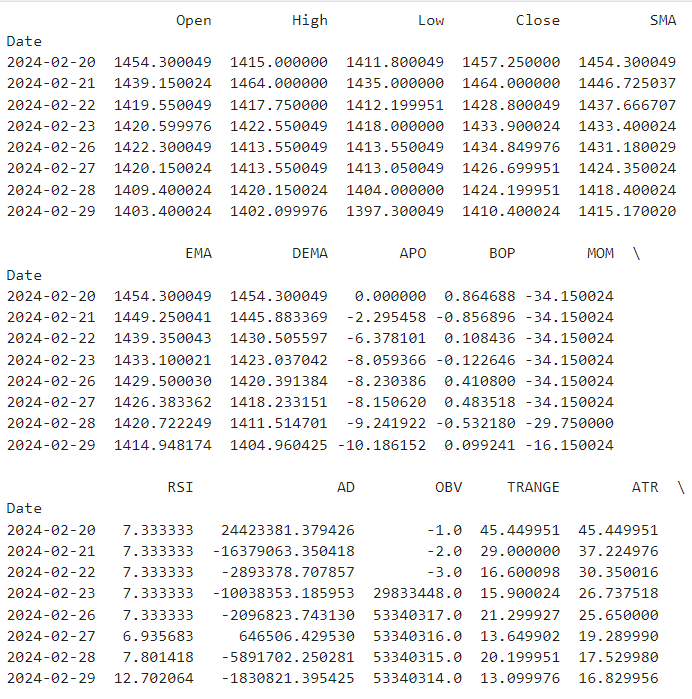 Open High Low Close SMA
Date
2024-02-20 1454.300049 1415.000000 1411.800049 1457.250000 1454.300049
2024-02-21 1439.150024 1464.000000 1435.000000 1464.000000 1446.725037
2024-02-22 1419.550049 1417.750000 1412.199951 1428.800049 1437.666707
2024-02-23 1420.599976 1422.550049 1418.000000 1433.900024 1433.400024
2024-02-26 1422.300049 1413.550049 1413.550049 1434.849976 1431.180029
2024-02-27 1420.150024 1413.550049 1413.050049 1426.699951 1424.350024
2024-02-28 1409.400024 1420.150024 1404.000000 1424.199951 1418.400024
2024-02-29 1403.400024 1402.099976 1397.300049 1410.400024 1415.170020
EMA DEMA APO BOP MOM \
Date
2024-02-20 1454.300049 1454.300049 0.000000 0.864688 -34.150024
2024-02-21 1449.250041 1445.883369 -2.295458 -0.856896 -34.150024
2024-02-22 1439.350043 1430.505597 -6.378101 0.108436 -34.150024
2024-02-23 1433.100021 1423.037042 -8.059366 -0.122646 -34.150024
2024-02-26 1429.500030 1420.391384 -8.230386 0.410800 -34.150024
2024-02-27 1426.383362 1418.233151 -8.150620 0.483518 -34.150024
2024-02-28 1420.722249 1411.514701 -9.241922 -0.532180 -29.750000
2024-02-29 1414.948174 1404.960425 -10.186152 0.099241 -16.150024
RSI AD OBV TRANGE ATR \
Date
2024-02-20 7.333333 24423381.379426 -1.0 45.449951 45.449951
2024-02-21 7.333333 -16379063.350418 -2.0 29.000000 37.224976
2024-02-22 7.333333 -2893378.707857 -3.0 16.600098 30.350016
2024-02-23 7.333333 -10038353.185953 29833448.0 15.900024 26.737518
2024-02-26 7.333333 -2096823.743130 53340317.0 21.299927 25.650000
2024-02-27 6.935683 646506.429530 53340316.0 13.649902 19.289990
2024-02-28 7.801418 -5891702.250281 53340315.0 20.199951 17.529980
2024-02-29 12.702064 -1830821.395425 53340314.0 13.099976 16.829956